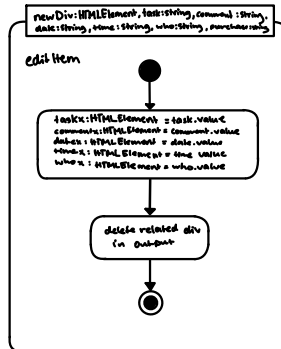 newDiv:HTMLElement, task:string, comment:string,
date:string, time:string, who:string, purchase:string
editItem
taskx:HTMLElement = task.value
commentx:HTMLElement = comment.value
datex:HTMLElement = date.value
timex:HTMLElement = time value
whox:HTMLElement = who.value
delete related div
in output